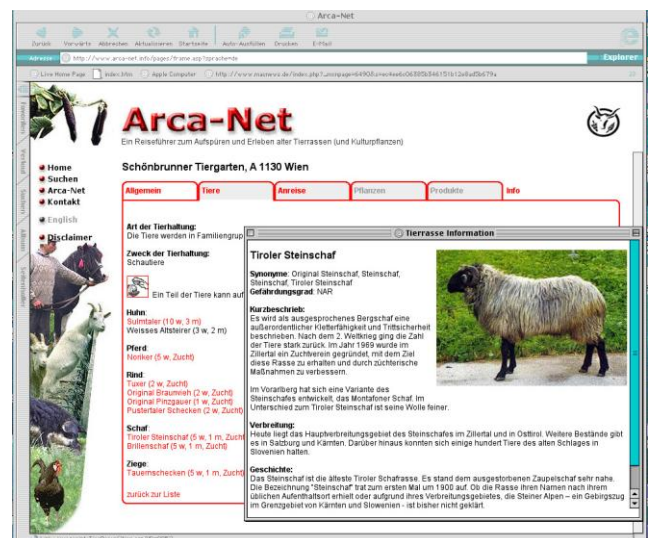 Arca-Net
Zurück Vorwärts Abbrechen Aktualisieren Startseite Auto-Ausfüllen Drucken E-Mail
Adresse
Explorer
Live Home Page index.htm Apple Computer
Favoriten
Verlauf
Suchen
Arca-Net
Ein Reiseführer zum Aufspüren und Erleben alter Tierrassen (und Kulturpflanzen)
Home
Suchen
Arca-Net
Kontakt
English
Disclaimer
Schönbrunner Tiergarten, A 1130 Wien
Allgemein Tiere Anreise Pflanzen Produkte Info
Art der Tierhaltung:
Die Tiere werden in Familiengrup
Zweck der Tierhaltung:
Schautiere
Ein Teil der Tiere kann auf
Huhn:
Sulmtaler (10 w, 3 m)
Weisses Altsteirer (3 w, 2 m)
Pferd:
Noriker (5 w, Zucht)
Rind:
Tuxer (2 w, Zucht)
Original Braunvieh (2 w, Zucht)
Original Pinzgauer (1 w, Zucht)
Pustertaler Schecken (2 w, Zucht)
Schaf:
Tiroler Steinschaf (5 w, 1 m, Zucht
Brillenschaf (5 w, 1 m, Zucht)
Ziege:
Tauernschecken (5 w, 1 m, Zucht)
zurück zur Liste
Tierrasse Information
Tiroler Steinschaf
Synonyme: Original Steinschaf, Steinschaf,
Steinschaf, Tiroler Steinschaf
Gefährdungsgrad: NAR
Kurzbeschrieb:
Es wird als ausgesprochenes Bergschaf eine
außerordentlicher Kletterfähigkeit und Trittsicherheit
beschrieben. Nach dem 2. Weltkrieg ging die Zahl
der Tiere stark zurück. Im Jahr 1969 wurde im
Zillertal ein Zuchtverein gegründet, mit dem Ziel
diese Rasse zu erhalten und durch züchterische
Maßnahmen zu verbessern.
Im Vorarlberg hat sich eine Variante des
Steinschafes entwickelt, das Montafoner Schaf. Im
Unterschied zum Tiroler Steinschaf ist seine Wolle feiner.
Verbreitung:
Heute liegt das Hauptverbreitungsgebiet des Steinschafes im Zillertal und in Osttirol. Weitere Bestände gibt
es in Salzburg und Kärnten. Darüber hinaus konnten sich einige hundert Tiere des alten Schlages in
Slovenien halten.
Geschichte:
Das Steinschaf ist die älteste Tiroler Schafrasse. Es stand dem ausgestorbenen Zaupelschaf sehr nahe.
Die Bezeichnung "Steinschaf" trat zum ersten Mal um 1900 auf. Ob die Rasse ihren Namen nach ihrem
üblichen Aufenthaltsort erhielt oder aufgrund ihres Verbreitungsgebietes, die Steiner Alpen – ein Gebirgszug
im Grenzgebiet von Kärnten und Slowenien - ist bisher nicht geklärt.